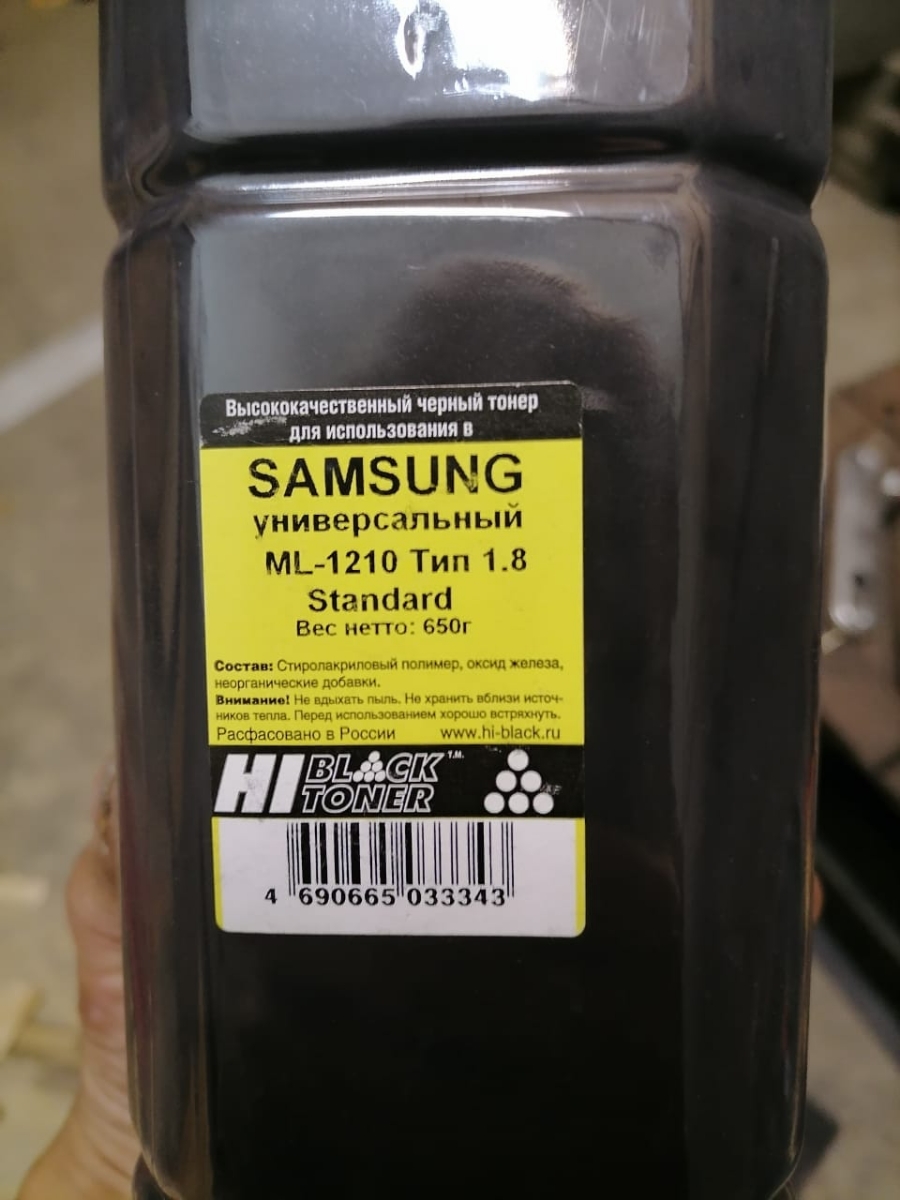 Высококачественный черный тонер
для использования в
SAMSUNG
универсальный
ML-1210 Тип 1.8
Standard
Вес нетто: 650г
Состав: Стиролакриловый полимер, оксид железа,
неорганические добавки.
Внимание! Не вдыхать пыль. Не хранить вблизи источ-
ников тепла. Перед использованием хорошо встряхнуть.
Расфасовано в России www.hi-black.ru
HI BLACK TONER T.M.
4 690665 033343